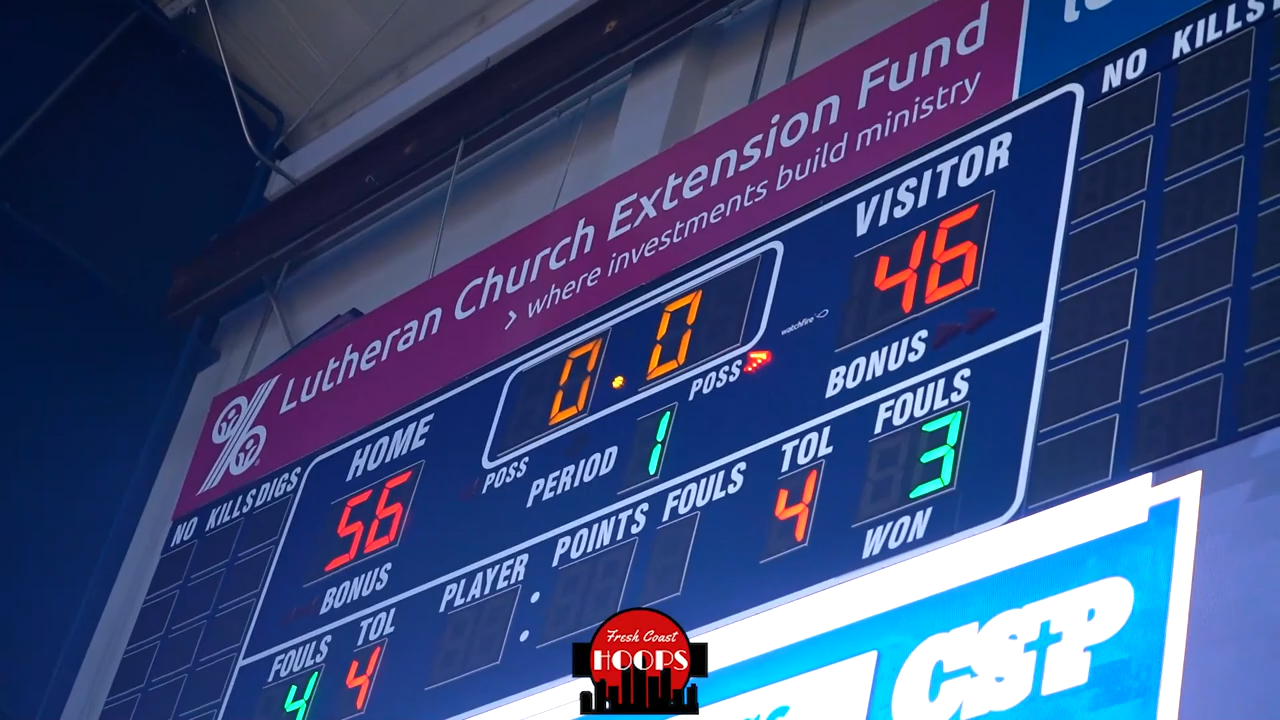 Lutheran Church Extension Fund
› where investments build ministry
NO KILLS
HOME
56
BONUS
0.0
POSS
POSS
PERIOD 1
VISITOR
46
BONUS
watchfire
NO KILLS DIGS
FOULS
4
TOL
4
PLAYER
POINTS
FOULS
TOL
4
FOULS
3
WON
Fresh Coast
HOOPS
CSP